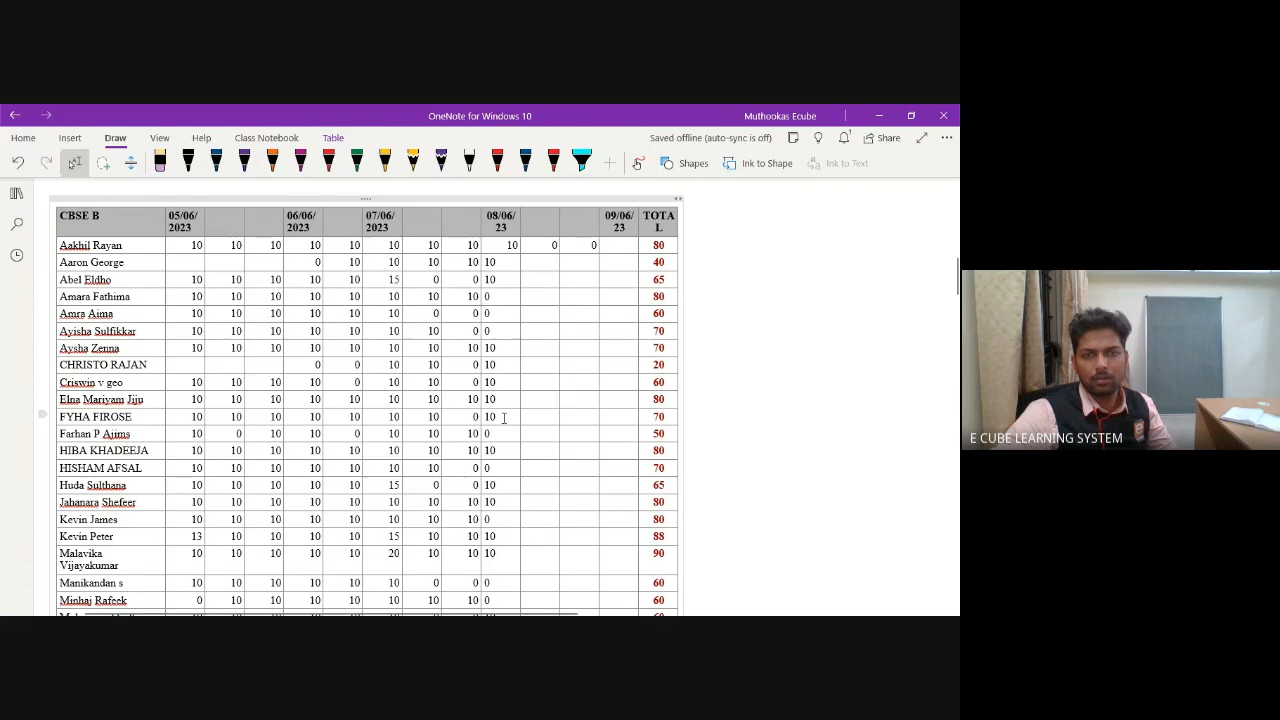 OneNote for Windows 10
Muthookas Ecube
Home Insert Draw View Help Class Notebook Table
Saved offline (auto-sync is off) Share
Shapes Ink to Shape Ink to Text
CBSE B 05/06/2023 06/06/2023 07/06/2023 08/06/23 09/06/23 TOTAL
Aakhil Rayan 10 10 10 10 10 10 10 10 10 0 0 80
Aaron George 0 10 10 10 10 10 40
Abel Eldho 10 10 10 10 10 15 0 0 10 65
Amara Fathima 10 10 10 10 10 10 10 10 0 80
Amra Aima 10 10 10 10 10 10 0 0 0 60
Ayisha Sulfikkar 10 10 10 10 10 10 10 0 0 70
Aysha Zenna 10 10 10 10 10 10 10 10 10 70
CHRISTO RAJAN 0 0 10 10 0 10 20
Criswin v geo 10 10 10 10 0 10 10 0 10 60
Elna Mariyam Jiju 10 10 10 10 10 10 10 10 10 80
FYHA FIROSE 10 10 10 10 10 10 10 0 10 70
Farhan P Ajims 10 0 10 10 0 10 10 10 0 50
HIBA KHADEEJA 10 10 10 10 10 10 10 10 10 80
HISHAM AFSAL 10 10 10 10 10 10 10 0 0 70
Huda Sulthana 10 10 10 10 10 15 0 0 10 65
Jahanara Shefeer 10 10 10 10 10 10 10 10 10 80
Kevin James 10 10 10 10 10 10 10 10 0 80
Kevin Peter 13 10 10 10 10 15 10 10 10 88
Malavika Vijayakumar 10 10 10 10 10 20 10 10 10 90
Manikandan s 10 10 10 10 10 10 0 0 0 60
Minhaj Rafeek 0 10 10 10 10 10 10 10 0 60
E CUBE LEARNING SYSTEM